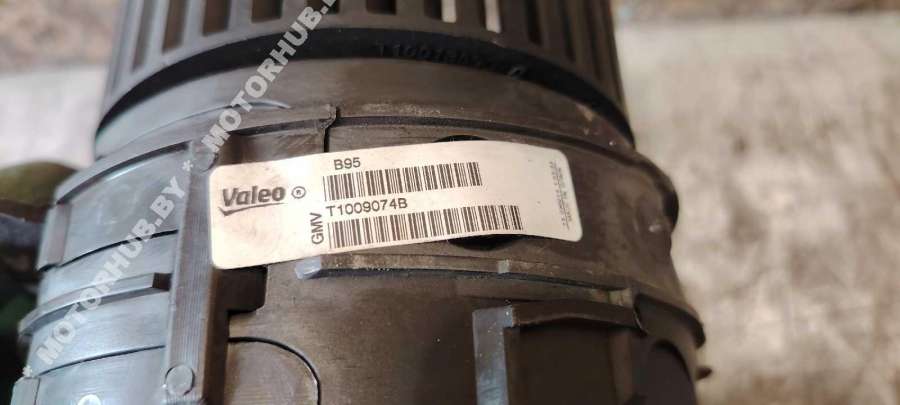 MOTORHUB.BY * MOTORHUB.BY
B95
Valeo ®
T1009074B
GMV